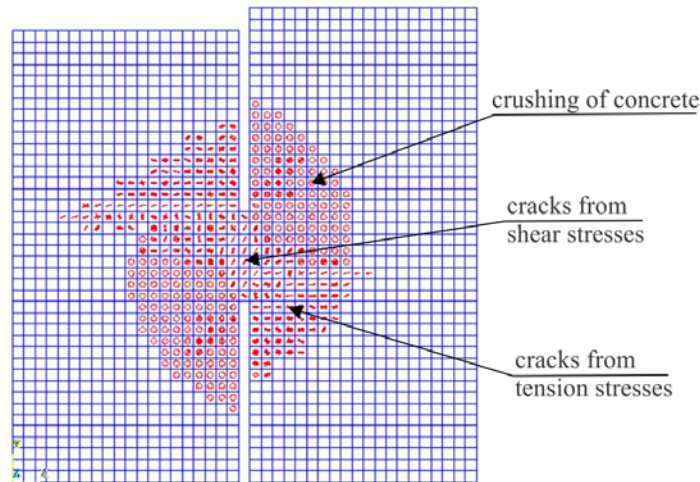 crushing of concrete
cracks from
shear stresses
cracks from
tension stresses
Y
Z